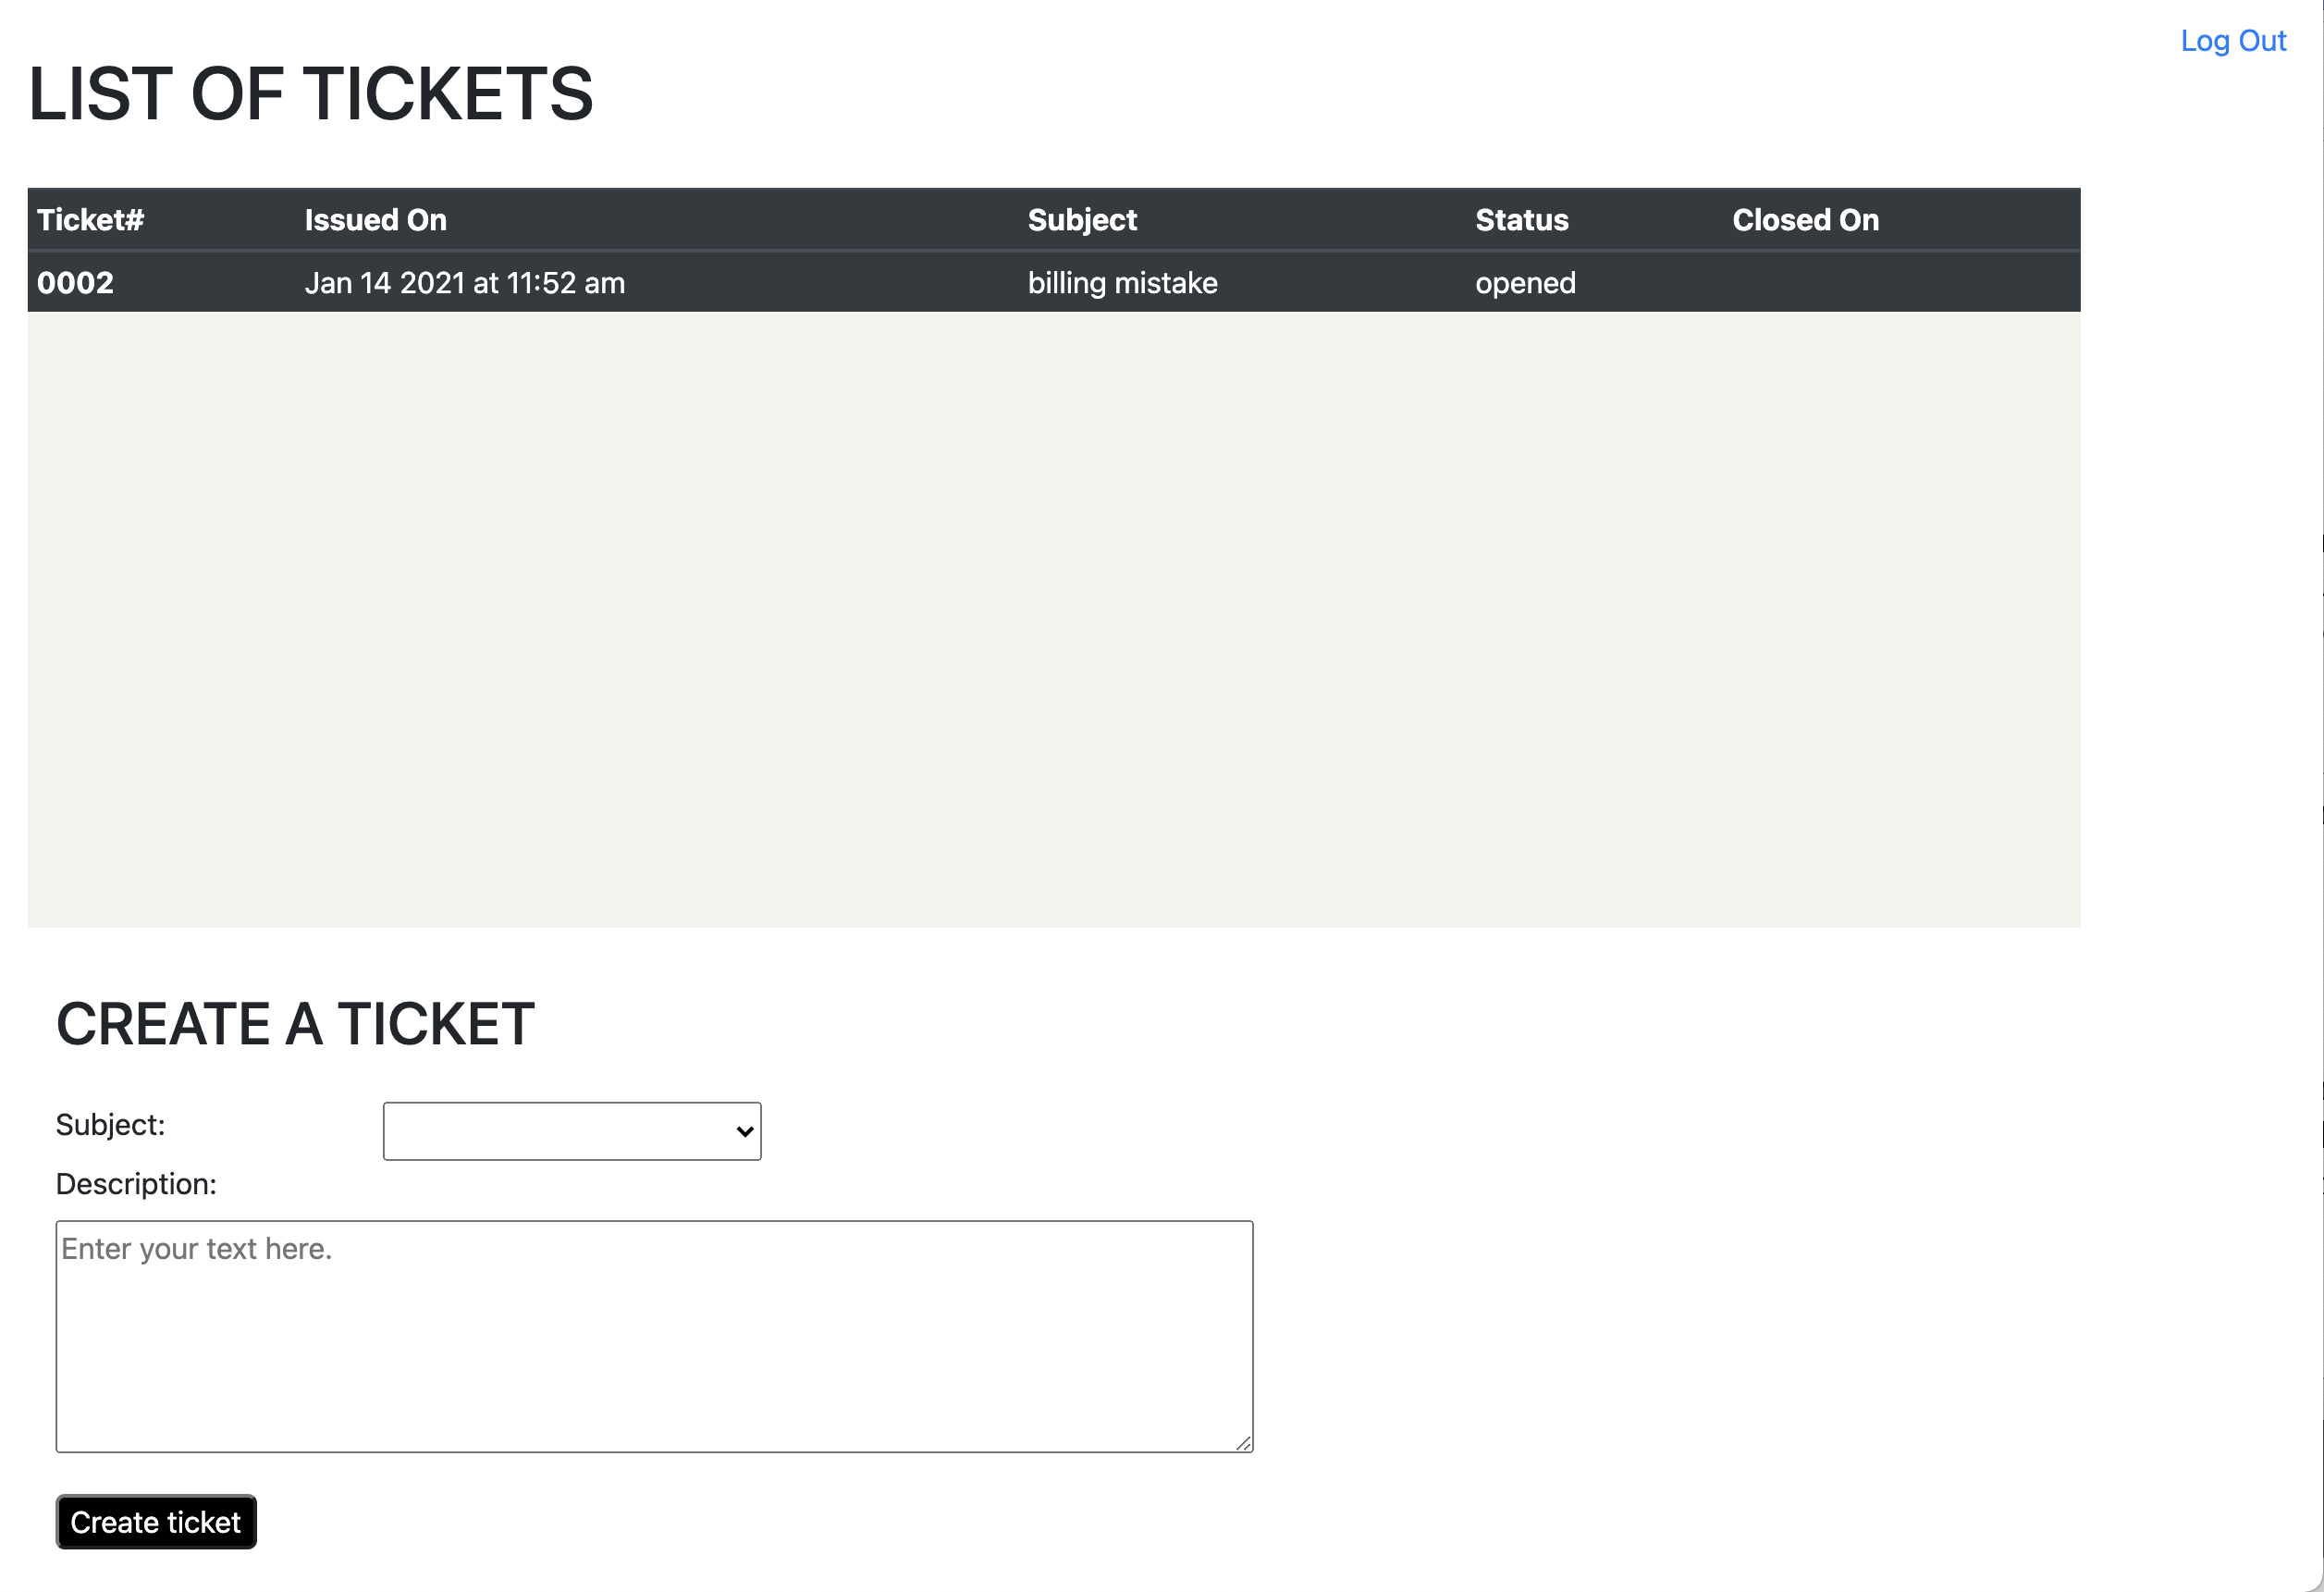 Log Out
LIST OF TICKETS
Ticket# Issued On Subject Status Closed On
0002 Jan 14 2021 at 11:52 am billing mistake opened
CREATE A TICKET
Subject:
Description:
Enter your text here.
Create ticket